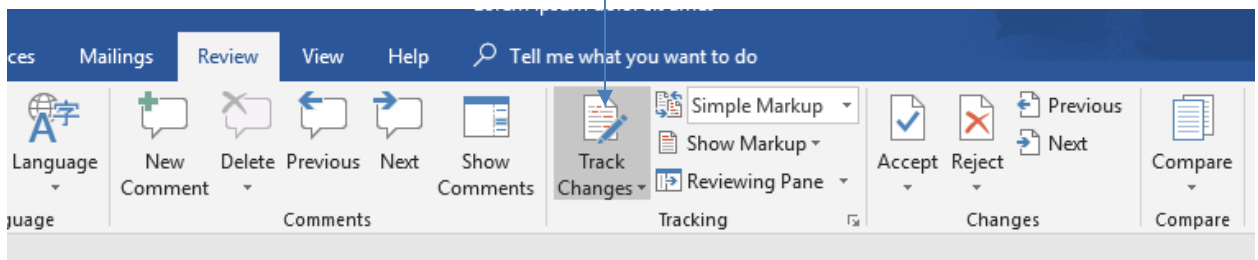 ces Mailings Review View Help Tell me what you want to do
Language New Comment Delete Previous Next Show Comments Track Changes Simple Markup Show Markup Reviewing Pane Accept Reject Previous Next Compare
guage Comments Tracking Changes Compare